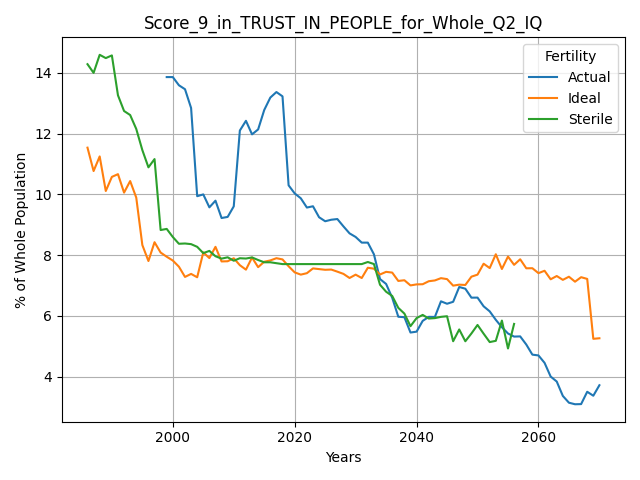 Score_9_in_TRUST_IN_PEOPLE_for_Whole_Q2_IQ
Fertility
Actual
Ideal
Sterile
% of Whole Population
14
12
10
8
6
4
2000
2020
2040
2060
Years